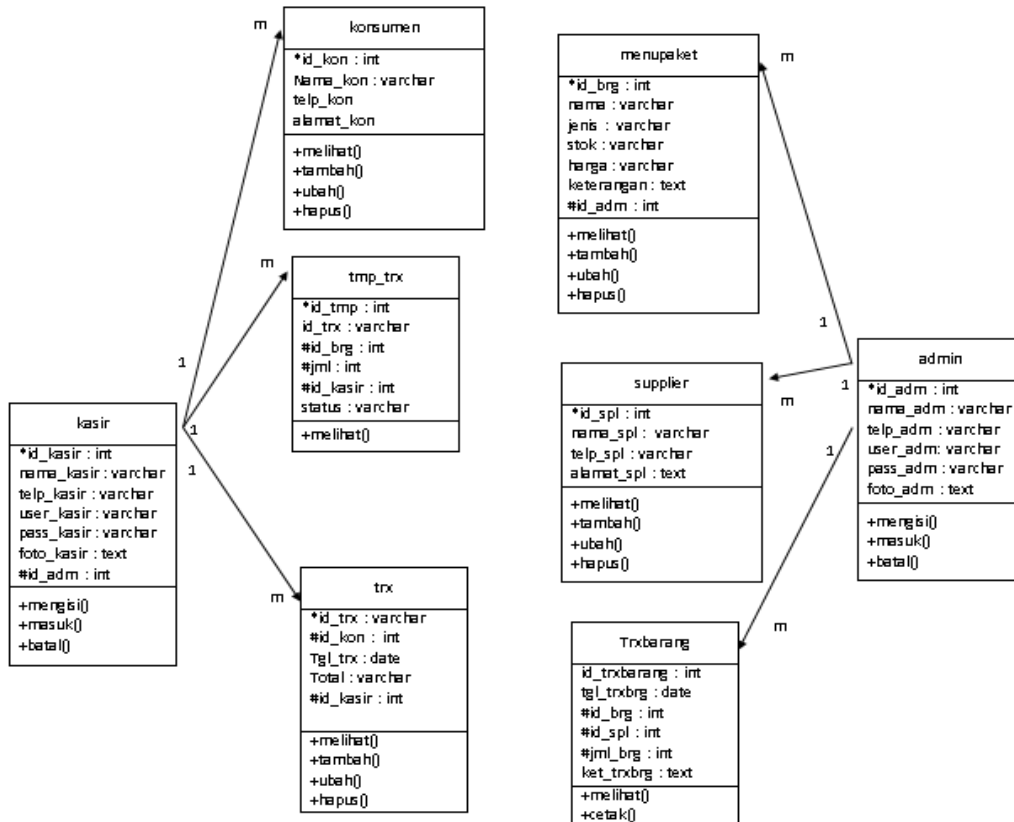 konsumen
*id_kon : int
Nama_kon : varchar
telp_kon
alamat_kon
+melihat()
+tambah()
+ubah()
+hapus()
m
tmp_trx
*id_tmp : int
id_trx : varchar
#id_brg : int
#jml : int
#id_kasir : int
status : varchar
+melihat()
m
1
1
1
kasir
*id_kasir : int
nama_kasir : varchar
telp_kasir : varchar
user_kasir : varchar
pass_kasir : varchar
foto_kasir : text
#id_adm : int
+mengisi()
+masuk()
+batal()
m
trx
*id_trx : varchar
#id_kon : int
Tgl_trx : date
Total : varchar
#id_kasir : int
+melihat()
+tambah()
+ubah()
+hapus()
menupaket
*id_brg : int
nama : varchar
jenis : varchar
stok : varchar
harga : varchar
keterangan : text
#id_adm : int
+melihat()
+tambah()
+ubah()
+hapus()
m
1
1
1
supplier
*id_spl : int
nama_spl : varchar
telp_spl : varchar
alamat_spl : text
+melihat()
+tambah()
+ubah()
+hapus()
m
admin
*id_adm : int
nama_adm : varchar
telp_adm : varchar
user_adm: varchar
pass_adm : varchar
foto_adm : text
+mengisi()
+masuk()
+batal()
m
Trxbarang
id_trxbarang : int
tgl_trxbrg : date
#id_brg : int
#id_spl : int
#jml_brg : int
ket_trxbrg : text
+melihat()
+cetak()